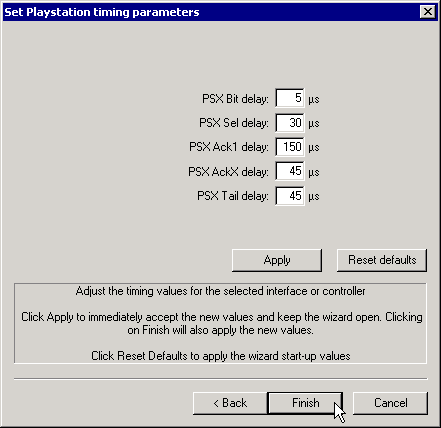 Set Playstation timing parameters
PSX Bit delay: 5 µs
PSX Sel delay: 30 µs
PSX Ack1 delay: 150 µs
PSX AckX delay: 45 µs
PSX Tail delay: 45 µs
Apply Reset defaults
Adjust the timing values for the selected interface or controller
Click Apply to immediately accept the new values and keep the wizard open. Clicking
on Finish will also apply the new values.
Click Reset Defaults to apply the wizard start-up values
< Back Finish Cancel